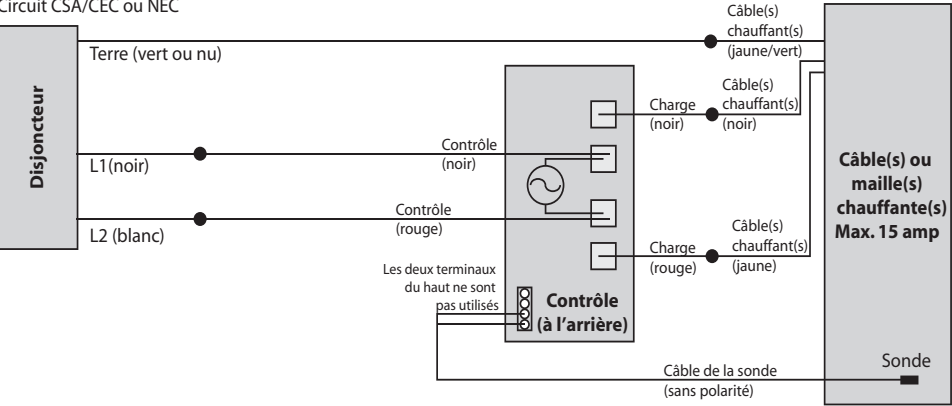 Circuit CSA/CEC ou NEC
Disjoncteur
Terre (vert ou nu)
Câble(s)
chauffant(s)
(jaune/vert)
Câble(s)
chauffant(s)
(noir)
Charge
(noir)
Contrôle
(noir)
L1(noir)
Contrôle
(rouge)
L2 (blanc)
Câble(s)
chauffant(s)
(jaune)
Charge
(rouge)
Câble(s) ou
maille(s)
chauffante(s)
Max. 15 amp
Les deux terminaux
du haut ne sont
pas utilisés
Contrôle
(à l'arrière)
Câble de la sonde
(sans polarité)
Sonde